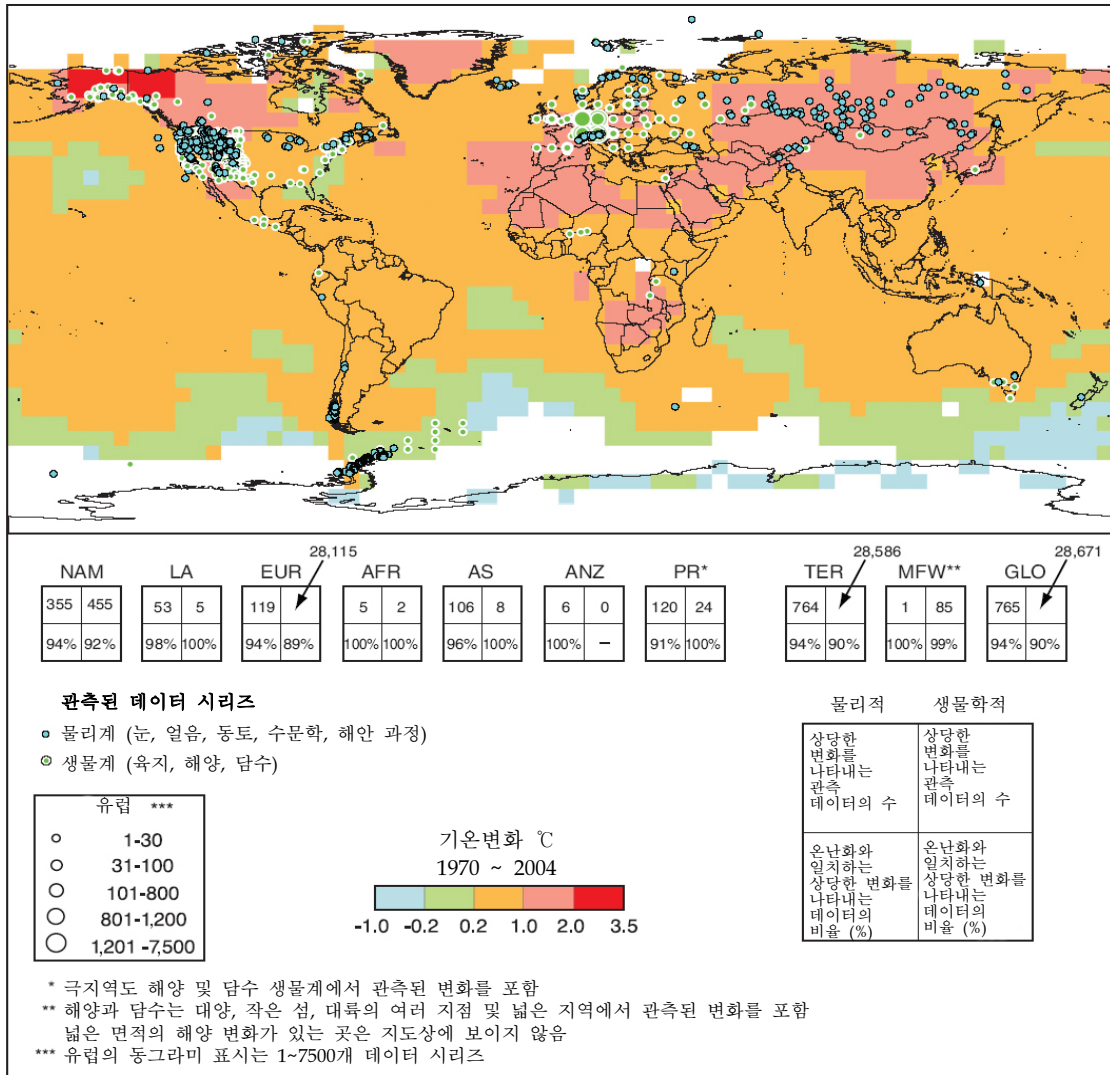 28,115
28,586
28,671
NAM LA EUR AFR AS ANZ PR* TER MFW** GLO
355 455 53 5 119 5 2 106 8 6 0 120 24 764 1 85 765
94% 92% 98% 100% 94% 89% 100% 100% 96% 100% 100% – 91% 100% 94% 90% 100% 99% 94% 90%
관측된 데이터 시리즈
물리계 (눈, 얼음, 동토, 수문학, 해안 과정)
생물계 (육지, 해양, 담수)
유럽 ***
1-30
31-100
101-800
801-1,200
1,201 -7,500
기온변화 ℃
1970 ~ 2004
-1.0 -0.2 0.2 1.0 2.0 3.5
물리적 생물학적
상당한
변화를
나타내는
관측
데이터의 수
상당한
변화를
나타내는
관측
데이터의 수
온난화와
일치하는
상당한 변화를
나타내는
데이터의
비율 (%)
온난화와
일치하는
상당한 변화를
나타내는
데이터의
비율 (%)
* 극지역도 해양 및 담수 생물계에서 관측된 변화를 포함
** 해양과 담수는 대양, 작은 섬, 대륙의 여러 지점 및 넓은 지역에서 관측된 변화를 포함
넓은 면적의 해양 변화가 있는 곳은 지도상에 보이지 않음
*** 유럽의 동그라미 표시는 1~7500개 데이터 시리즈